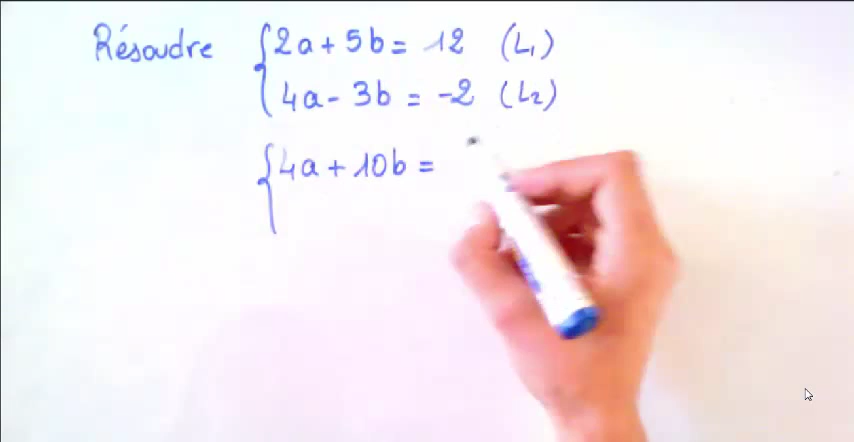 Résoudre { 2a + 5b = 12 (L₁)
4a - 3b = -2 (L₂)
{ 4a + 10b =